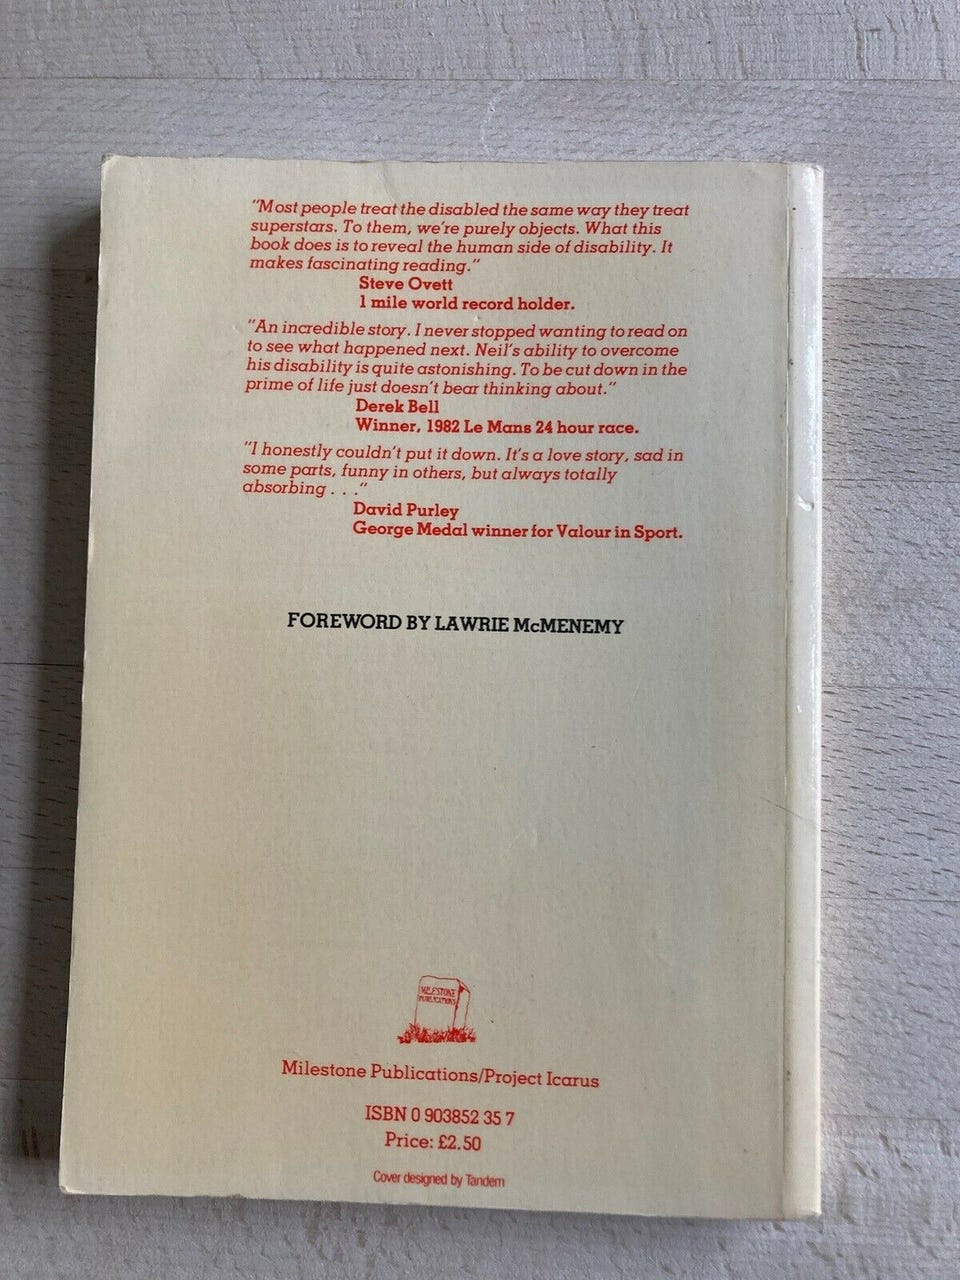 "Most people treat the disabled the same way they treat
superstars. To them, we're purely objects. What this
book does is to reveal the human side of disability. It
makes fascinating reading."
Steve Ovett
1 mile world record holder.
"An incredible story. I never stopped wanting to read on
to see what happened next. Neil's ability to overcome
his disability is quite astonishing. To be cut down in the
prime of life just doesn't bear thinking about."
Derek Bell
Winner, 1982 Le Mans 24 hour race.
"I honestly couldn't put it down. It's a love story, sad in
some parts, funny in others, but always totally
absorbing . . ."
David Purley
George Medal winner for Valour in Sport.
FOREWORD BY LAWRIE McMENEMY
MILESTONE
PUBLICATIONS
Milestone Publications/Project Icarus
ISBN 0 903852 35 7
Price: £2.50
Cover designed by Tandem